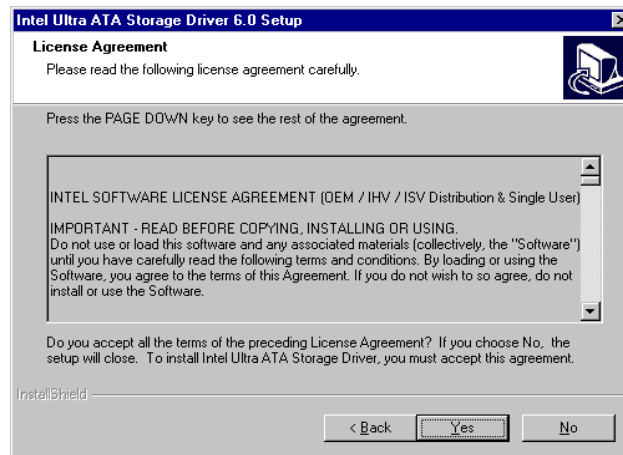 Intel Ultra ATA Storage Driver 6.0 Setup
License Agreement
Please read the following license agreement carefully.
Press the PAGE DOWN key to see the rest of the agreement.
INTEL SOFTWARE LICENSE AGREEMENT (OEM / IHV / ISV Distribution & Single User)
IMPORTANT - READ BEFORE COPYING, INSTALLING OR USING.
Do not use or load this software and any associated materials (collectively, the "Software")
until you have carefully read the following terms and conditions. By loading or using the
Software, you agree to the terms of this Agreement. If you do not wish to so agree, do not
install or use the Software.
Do you accept all the terms of the preceding License Agreement? If you choose No, the
setup will close. To install Intel Ultra ATA Storage Driver, you must accept this agreement.
InstallShield
< Back Yes No